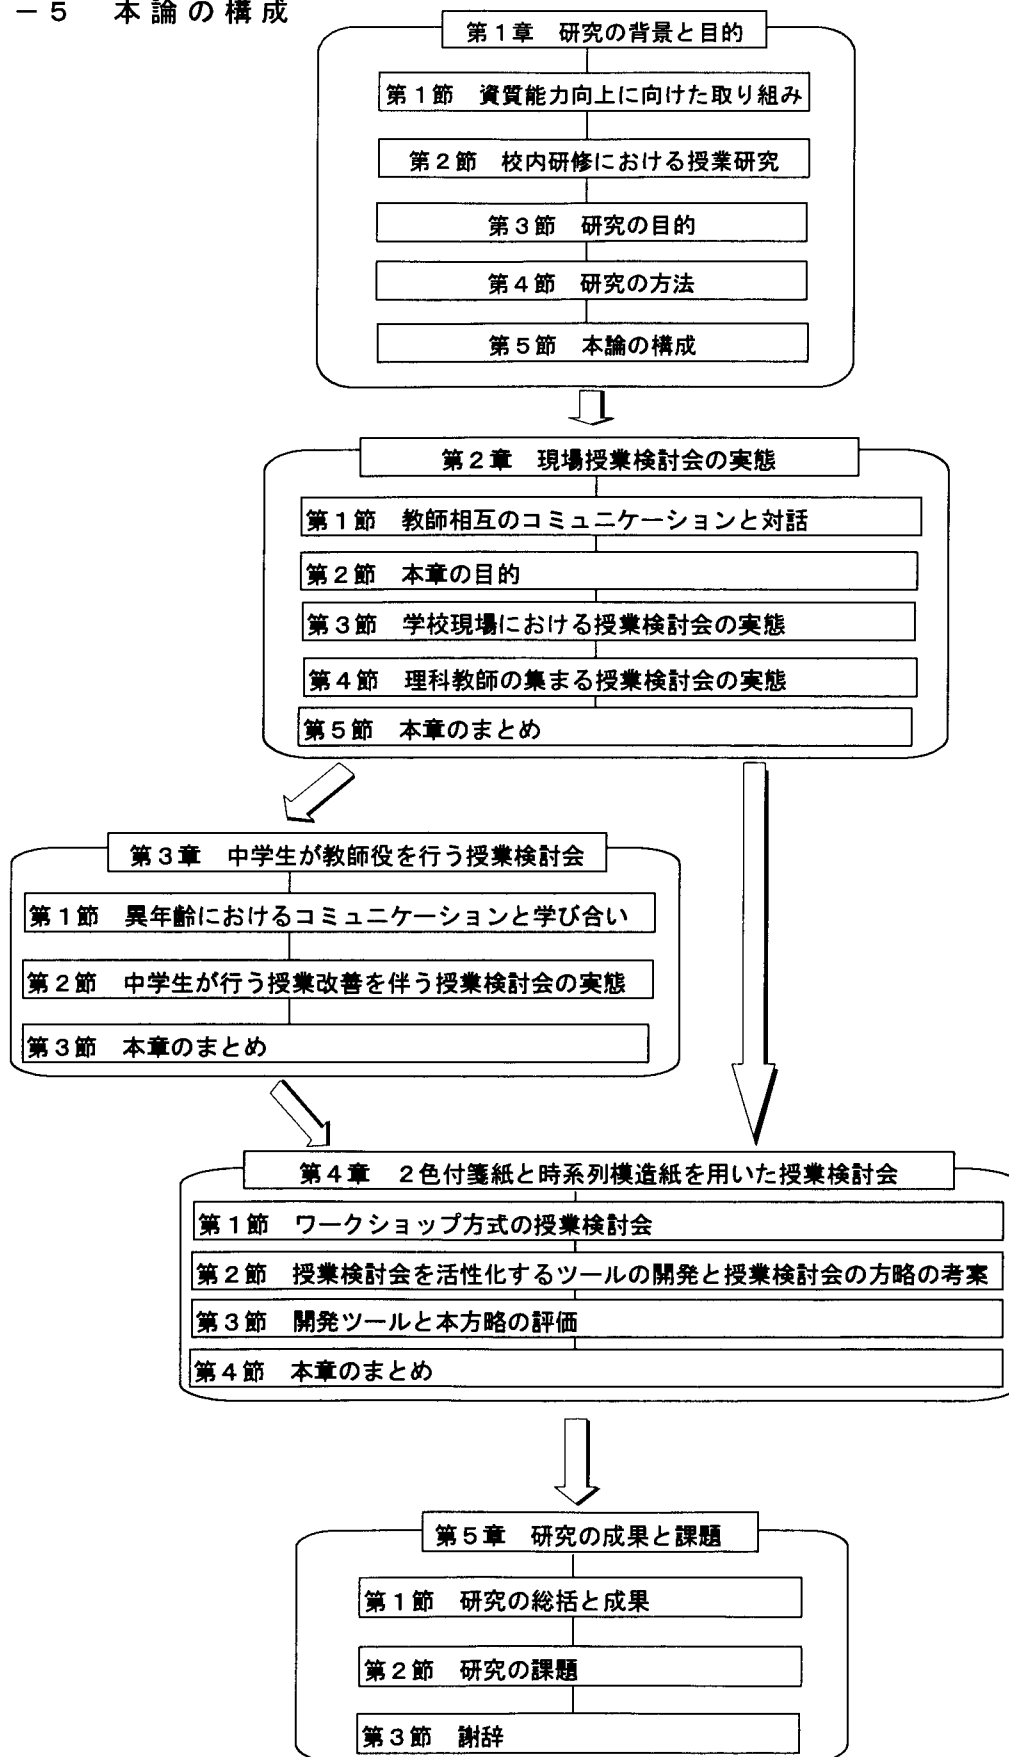 －５　本論の構成
第１章　研究の背景と目的
第１節　資質能力向上に向けた取り組み
第２節　校内研修における授業研究
第３節　研究の目的
第４節　研究の方法
第５節　本論の構成
第２章　現場授業検討会の実態
第１節　教師相互のコミュニケーションと対話
第２節　本章の目的
第３節　学校現場における授業検討会の実態
第４節　理科教師の集まる授業検討会の実態
第５節　本章のまとめ
第３章　中学生が教師役を行う授業検討会
第１節　異年齢におけるコミュニケーションと学び合い
第２節　中学生が行う授業改善を伴う授業検討会の実態
第３節　本章のまとめ
第４章　２色付箋紙と時系列模造紙を用いた授業検討会
第１節　ワークショップ方式の授業検討会
第２節　授業検討会を活性化するツールの開発と授業検討会の方略の考案
第３節　開発ツールと本方略の評価
第４節　本章のまとめ
第５章　研究の成果と課題
第１節　研究の総括と成果
第２節　研究の課題
第３節　謝辞